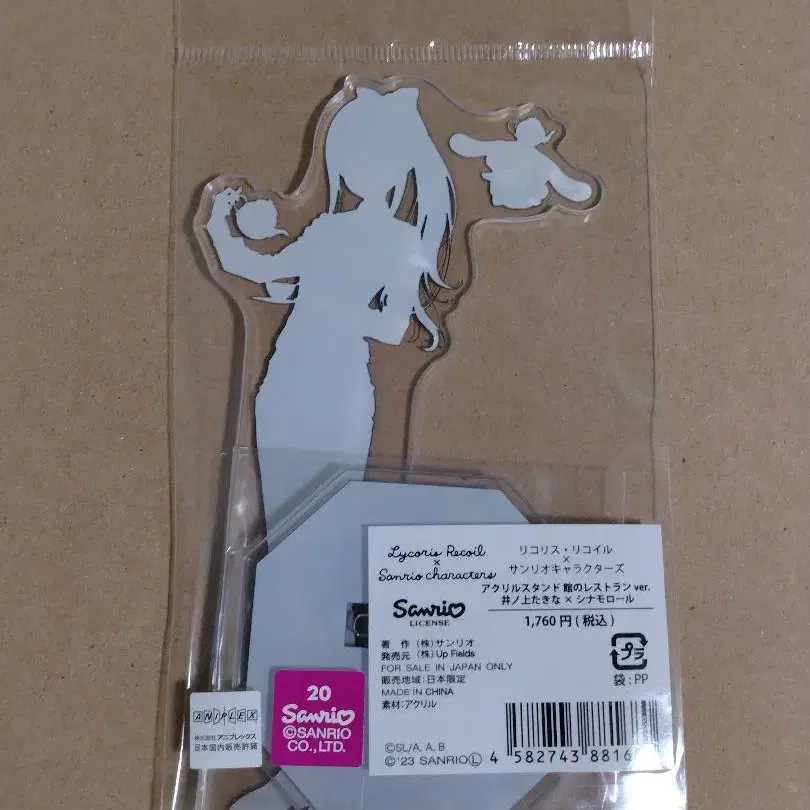 Lycoris Recoil
×
Sanrio characters
リコリス・リコイル
×
サンリオキャラクターズ
アクリルスタンド 館のレストラン ver.
井ノ上たきな × シナモロール
Sanrio
LICENSE
1,760 円 ( 税込 )
著 作 (株)サンリオ
発売元 (株)Up Fields
FOR SALE IN JAPAN ONLY
販売地域:日本限定
MADE IN CHINA
素材:アクリル
プラ
袋:PP
©SL/A, A, B
©'23 SANRIO Ⓛ
4 582743 8816
20
Sanrio
©SANRIO
CO., LTD.
ANIPLEX
株式会社 アニプレックス
日本国内販売許諾